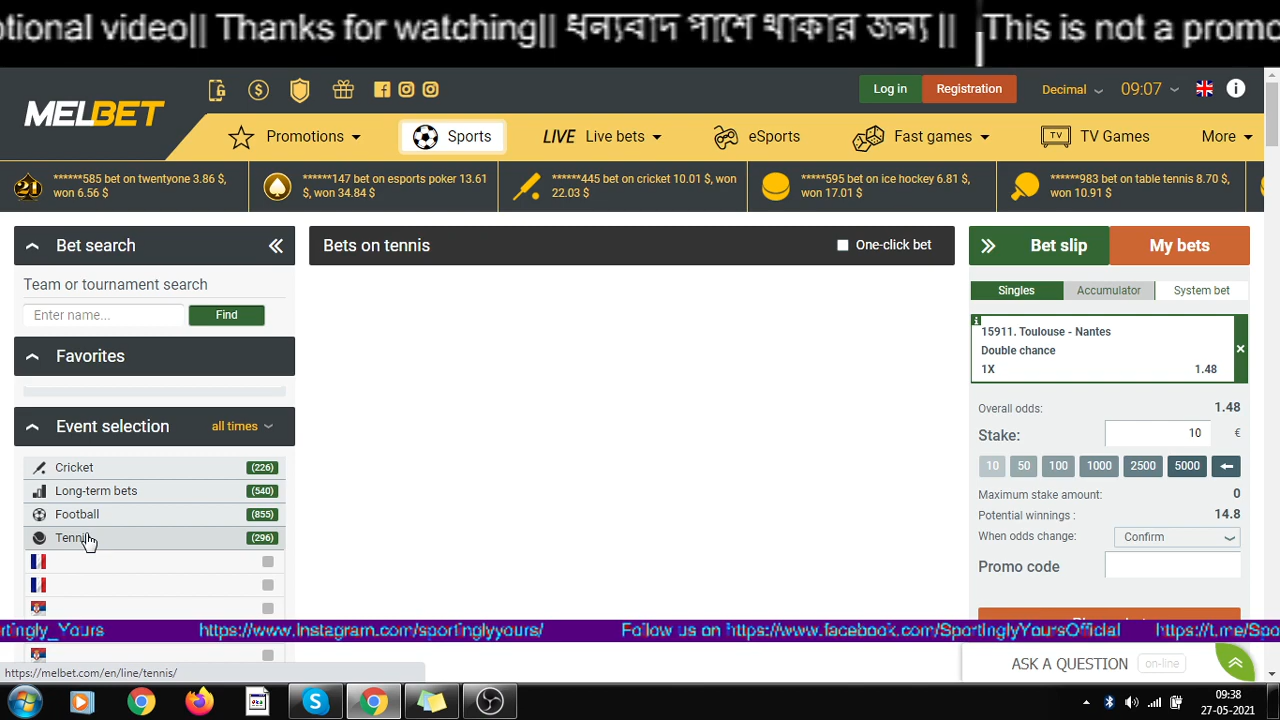 otional video|| Thanks for watching|| ধন্যবাদ পাশে থাকার জন্য || This is not a promo
MELBET
Log in
Registration
Decimal
09:07
Promotions
Sports
LIVE Live bets
eSports
Fast games
TV
TV Games
More
21
******585 bet on twentyone 3.86 $,
won 6.56 $
******147 bet on esports poker 13.61
$, won 34.84 $
******445 bet on cricket 10.01 $, won
22.03 $
******595 bet on ice hockey 6.81 $,
won 17.01 $
******983 bet on table tennis 8.70 $,
won 10.91 $
Bet search
Team or tournament search
Enter name...
Find
Favorites
Event selection
all times
Cricket (226)
Long-term bets (540)
Football (855)
Tennis (296)
Bets on tennis
One-click bet
Bet slip
My bets
Singles
Accumulator
System bet
15911. Toulouse - Nantes
Double chance
1X 1.48
Overall odds: 1.48
Stake: 10 €
10 50 100 1000 2500 5000
Maximum stake amount: 0
Potential winnings : 14.8
When odds change: Confirm
Promo code
rtingly_Yours https://www.instagram.com/sportinglyyours/ Follow us on https://www.facebook.com/SportinglyYoursOfficial https://t.me/Spo
ASK A QUESTION
on-line
https://melbet.com/en/line/tennis/
09:38
27-05-2021